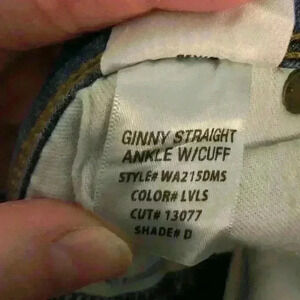 GINNY STRAIGHT
ANKLE W/CUFF
STYLE# WA215DMS
COLOR# LVLS
CUT# 13077
SHADE# D